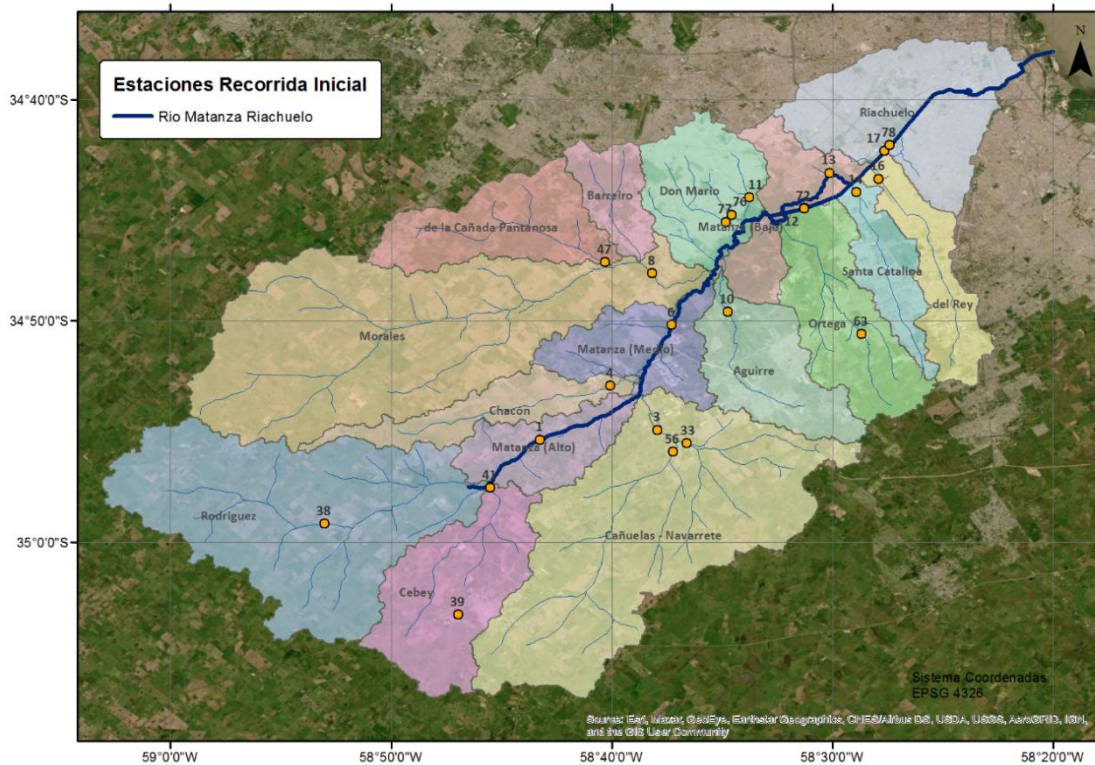 Estaciones Recorrida Inicial
Rio Matanza Riachuelo
N
34°40'0"S
34°50'0"S
35°0'0"S
Riachuelo
78
17
16
13
14
11
Don Mario
76
77
72
12
Matanza (Bajo)
Barreiro
de la Cañada Pantanosa
47
8
Santa Catalina
del Rey
10
Ortega
63
Morales
6
Matanza (Medio)
Aguirre
4
Chacón
3
33
56
1
Matanza (Alto)
41
Rodriguez
38
Cañuelas - Navarrete
Cebey
39
Sistema Coordenadas
EPSG 4326
Source: Esri, Maxar, GeoEye, Earthstar Geographics, CNES/Airbus DS, USDA, USGS, AeroGRID, IGN,
and the GIS User Community
59°0'0"W
58°50'0"W
58°40'0"W
58°30'0"W
58°20'0"W